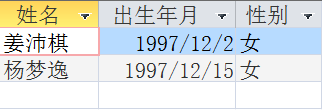 姓名 出生年月 性别
姜沛棋 1997/12/2 女
杨梦逸 1997/12/15 女